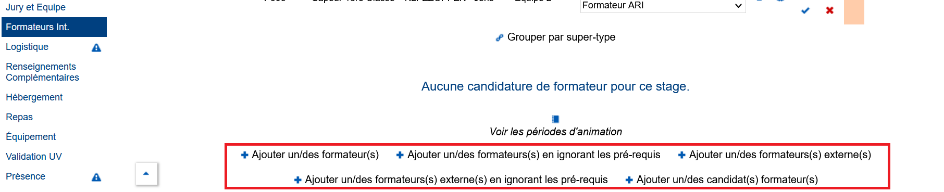 Jury et Equipe
Formateur ARI
Formateurs Int.
Grouper par super-type
Logistique
Renseignements
Complémentaires
Aucune candidature de formateur pour ce stage.
Hébergement
Repas
Voir les périodes d'animation
Équipement
Validation UV
Ajouter un/des formateur(s)
Ajouter un/des formateurs(s) en ignorant les pré-requis
Ajouter un/des formateurs(s) externe(s)
Présence
Ajouter un/des formateurs(s) externe(s) en ignorant les pré-requis
Ajouter un/des candidat(s) formateur(s)